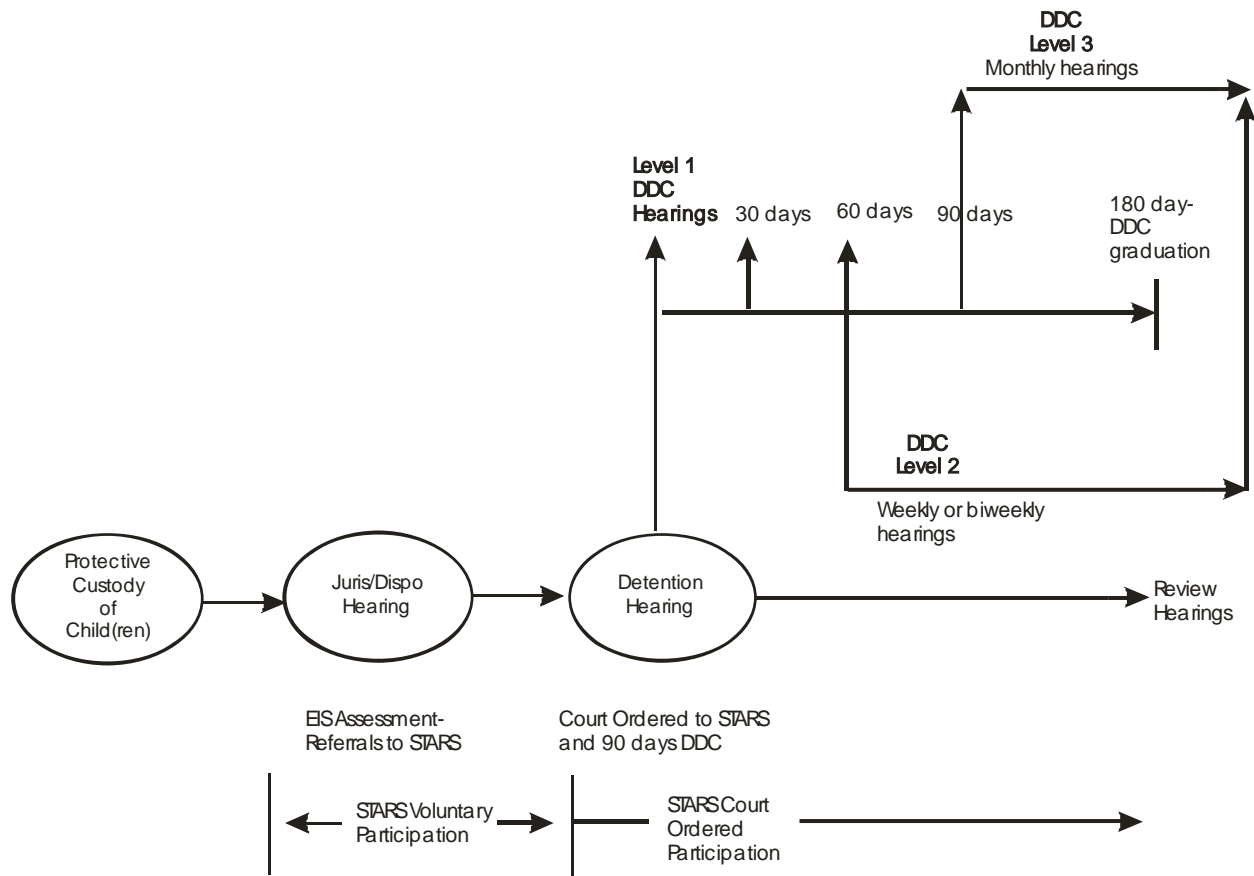 DDC
Level 3
Monthly hearings
Level 1
DDC
Hearings
30 days
60 days
90 days
180 day-
DDC
graduation
DDC
Level 2
Weekly or biweekly
hearings
Protective
Custody
of
Child(ren)
Juris/Dispo
Hearing
Detention
Hearing
Review
Hearings
EIS Assessment-
Referrals to STARS
Court Ordered to STARS
and 90 days DDC
STARS Voluntary
Participation
STARS Court
Ordered
Participation